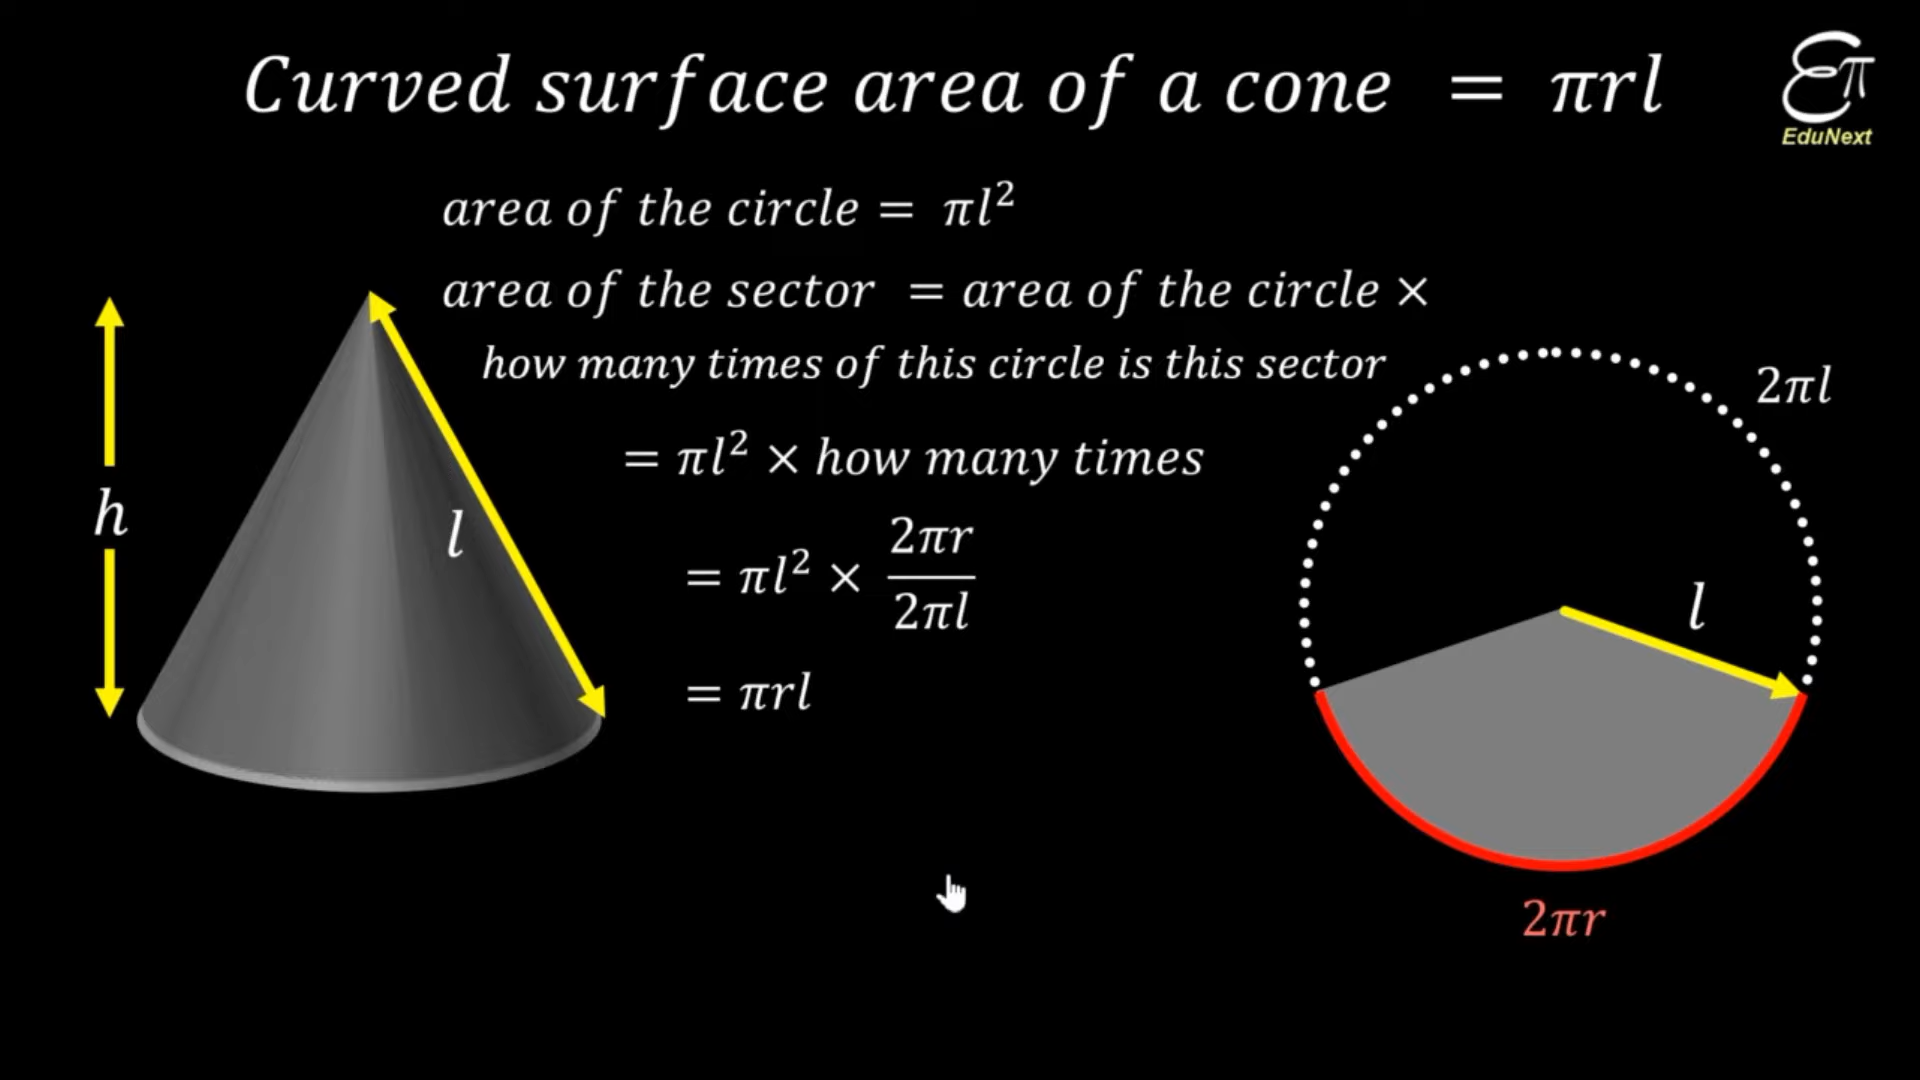 Curved surface area of a cone = πrl
επ
EduNext
area of the circle = πl²
area of the sector = area of the circle ×
how many times of this circle is this sector
= πl² × how many times
= πl² × 2πr/2πl
= πrl
h
l
2πl
l
2πr